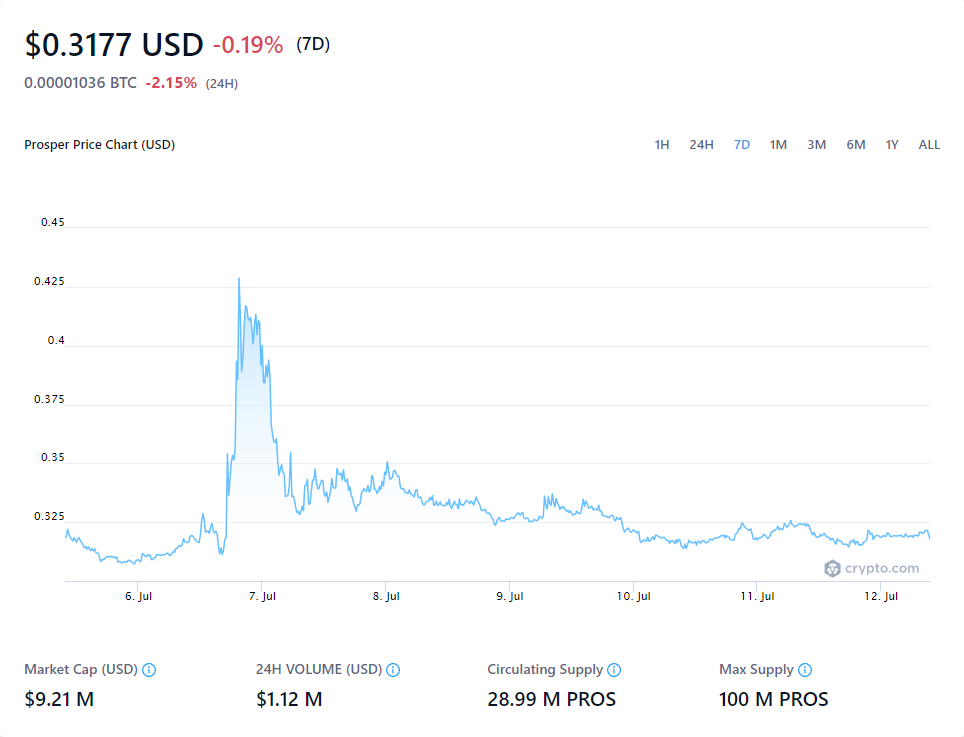 $0.3177 USD -0.19% (7D)
0.00001036 BTC -2.15% (24H)
Prosper Price Chart (USD) 1H 24H 7D 1M 3M 6M 1Y ALL
0.45
0.425
0.4
0.375
0.35
0.325
crypto.com
6. Jul 7. Jul 8. Jul 9. Jul 10. Jul 11. Jul 12. Jul
Market Cap (USD) 24H VOLUME (USD) Circulating Supply Max Supply
$9.21 M $1.12 M 28.99 M PROS 100 M PROS